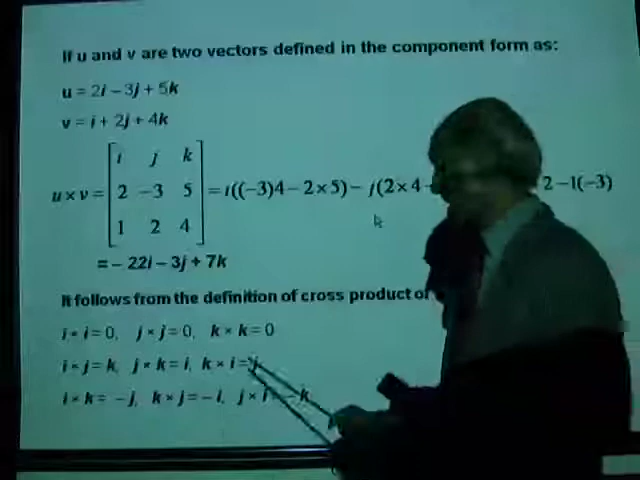 If u and v are two vectors defined in the component form as:
u = 2i – 3j + 5k
v = i + 2j + 4k
i j k
u × v = 2 −3 5 = i((−3)4 − 2 × 5) − j(2 × 4 2 − 1(−3)
1 2 4
= − 22i − 3j + 7k
It follows from the definition of cross product of
i × i = 0, j × j = 0, k × k = 0
i × j = k, j × k = i, k × i = j
i × k = −j, k × j = −i, j × i = −k